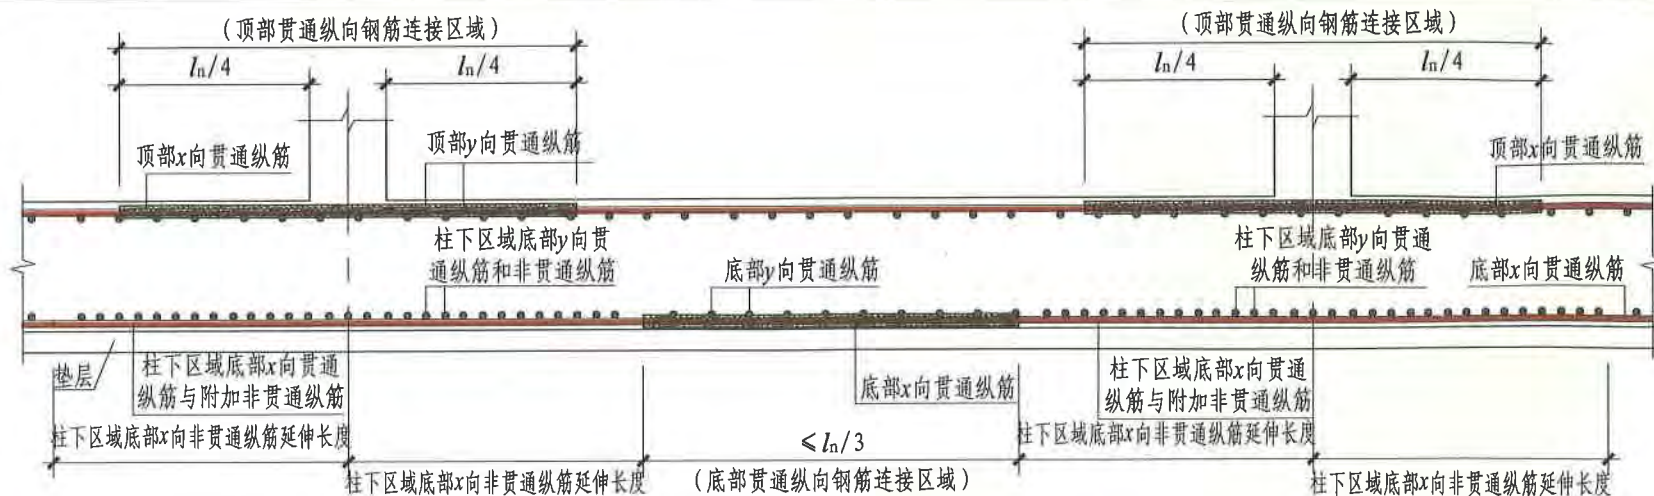 （顶部贯通纵向钢筋连接区域）
（顶部贯通纵向钢筋连接区域）
ln/4
ln/4
ln/4
ln/4
顶部x向贯通纵筋
顶部y向贯通纵筋
顶部x向贯通纵筋
柱下区域底部y向贯
通纵筋和非贯通纵筋
底部y向贯通纵筋
柱下区域底部y向贯通
纵筋和非贯通纵筋
底部x向贯通纵筋
垫层
柱下区域底部x向贯通
纵筋与附加非贯通纵筋
底部x向贯通纵筋
柱下区域底部x向贯通
纵筋与附加非贯通纵筋
柱下区域底部x向非贯通纵筋延伸长度
柱下区域底部x向非贯通纵筋延伸长度
≤ln/3
（底部贯通纵向钢筋连接区域）
柱下区域底部x向非贯通纵筋延伸长度
柱下区域底部x向非贯通纵筋延伸长度